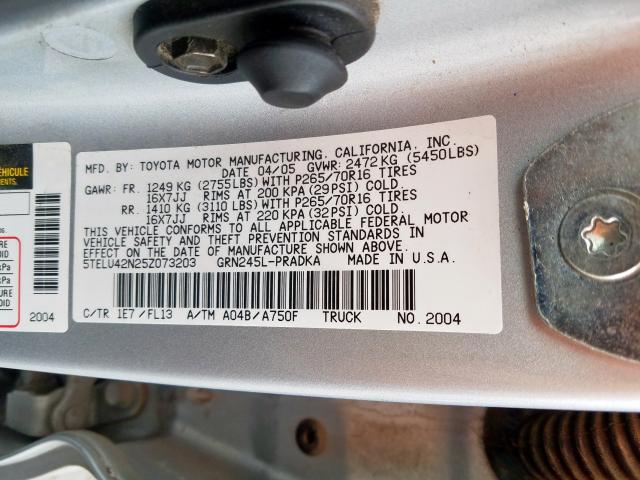 MFD. BY: TOYOTA MOTOR MANUFACTURING, CALIFORNIA, INC.
DATE 04/05 GVWR: 2472 KG (5450LBS)
GAWR: FR. 1249 KG (2755LBS) WITH P265/70R16 TIRES
16X7JJ RIMS AT 200 KPA (29PSI) COLD.
RR. 1410 KG (3110 LBS) WITH P265/70R16 TIRES
16X7JJ RIMS AT 220 KPA (32PSI) COLD.
THIS VEHICLE CONFORMS TO ALL APPLICABLE FEDERAL MOTOR
VEHICLE SAFETY AND THEFT PREVENTION STANDARDS IN
EFFECT ON THE DATE OF MANUFACTURE SHOWN ABOVE.
5TELU42N25Z073203 GRN245L-PRADKA MADE IN U.S.A.
C/TR 1E7 /FL13 A/TM A04B/A750F TRUCK NO. 2004
VÉHICULE
2004